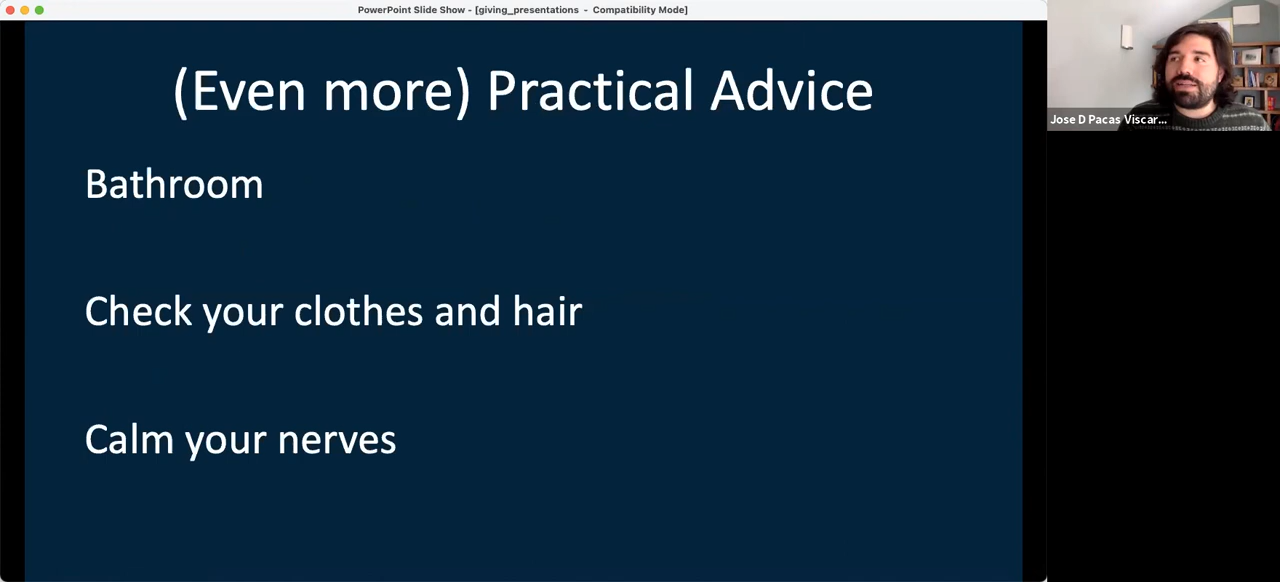 PowerPoint Slide Show - [giving_presentations - Compatibility Mode]
(Even more) Practical Advice
Bathroom
Check your clothes and hair
Calm your nerves
Jose D Pacas Viscar...